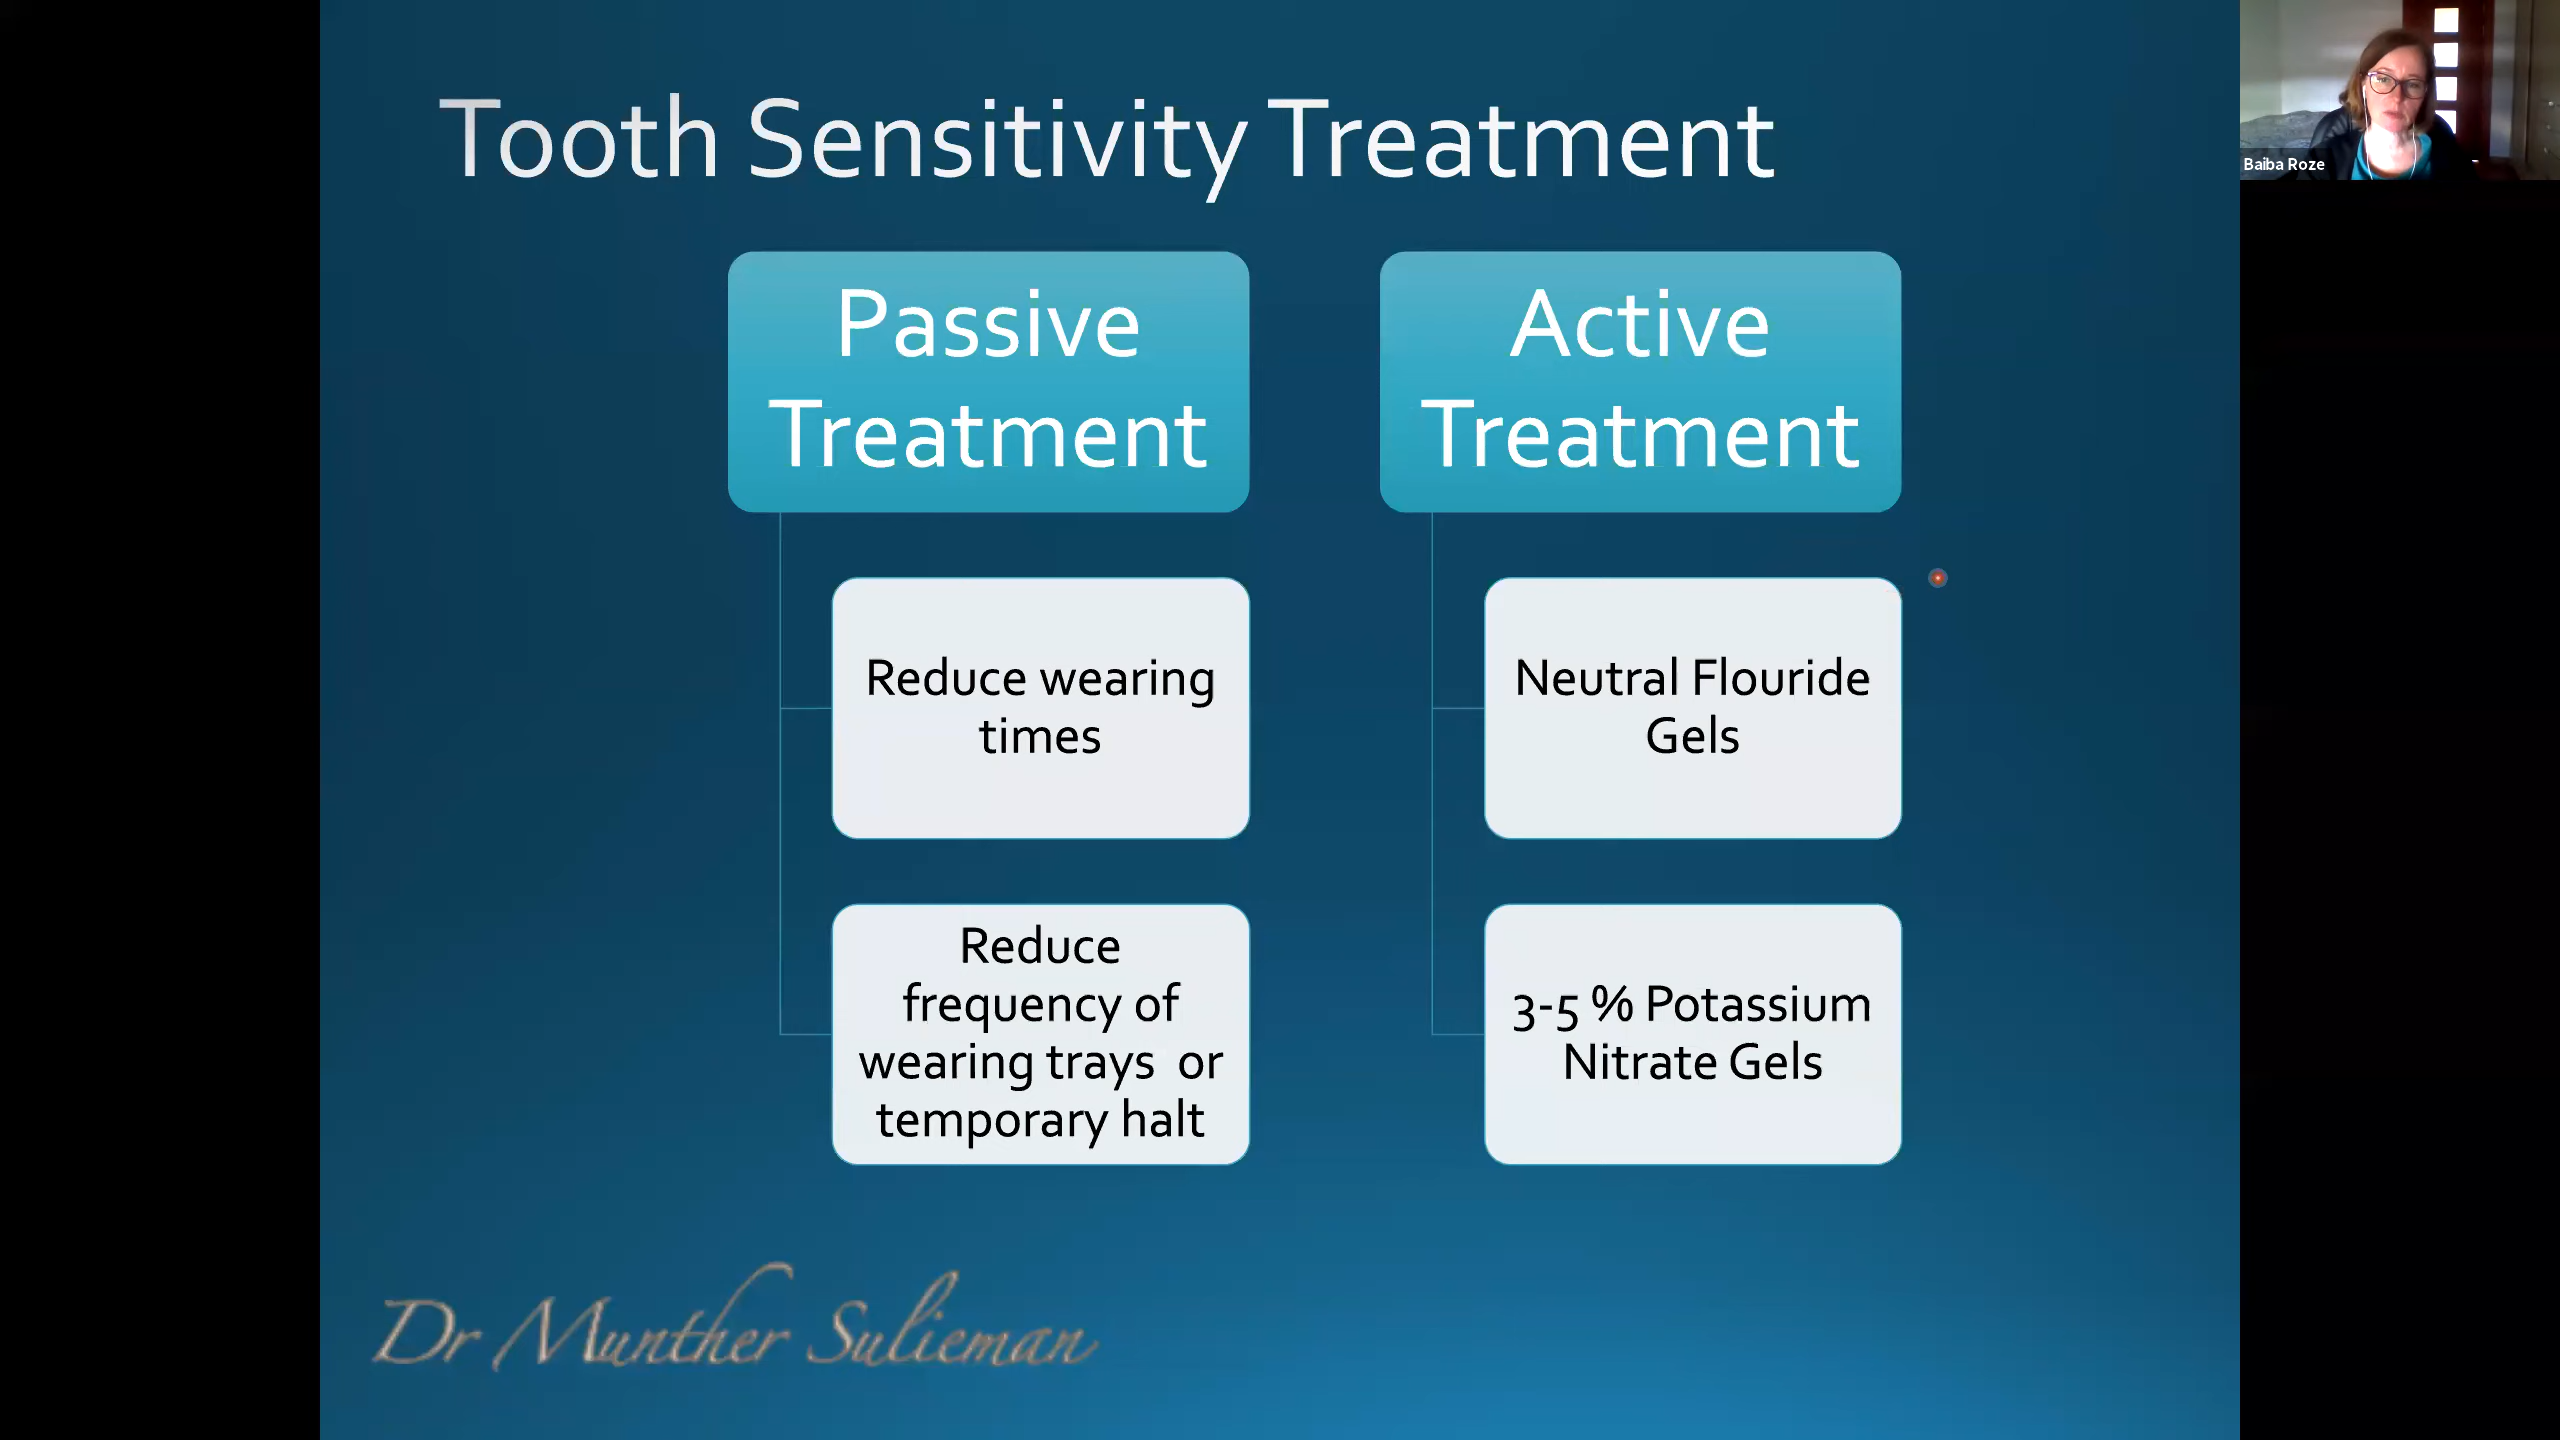 Tooth Sensitivity Treatment
Passive
Treatment
Reduce wearing
times
Reduce
frequency of
wearing trays or
temporary halt
Active
Treatment
Neutral Flouride
Gels
3-5 % Potassium
Nitrate Gels
Dr Munther Sulieman
Baiba Roze